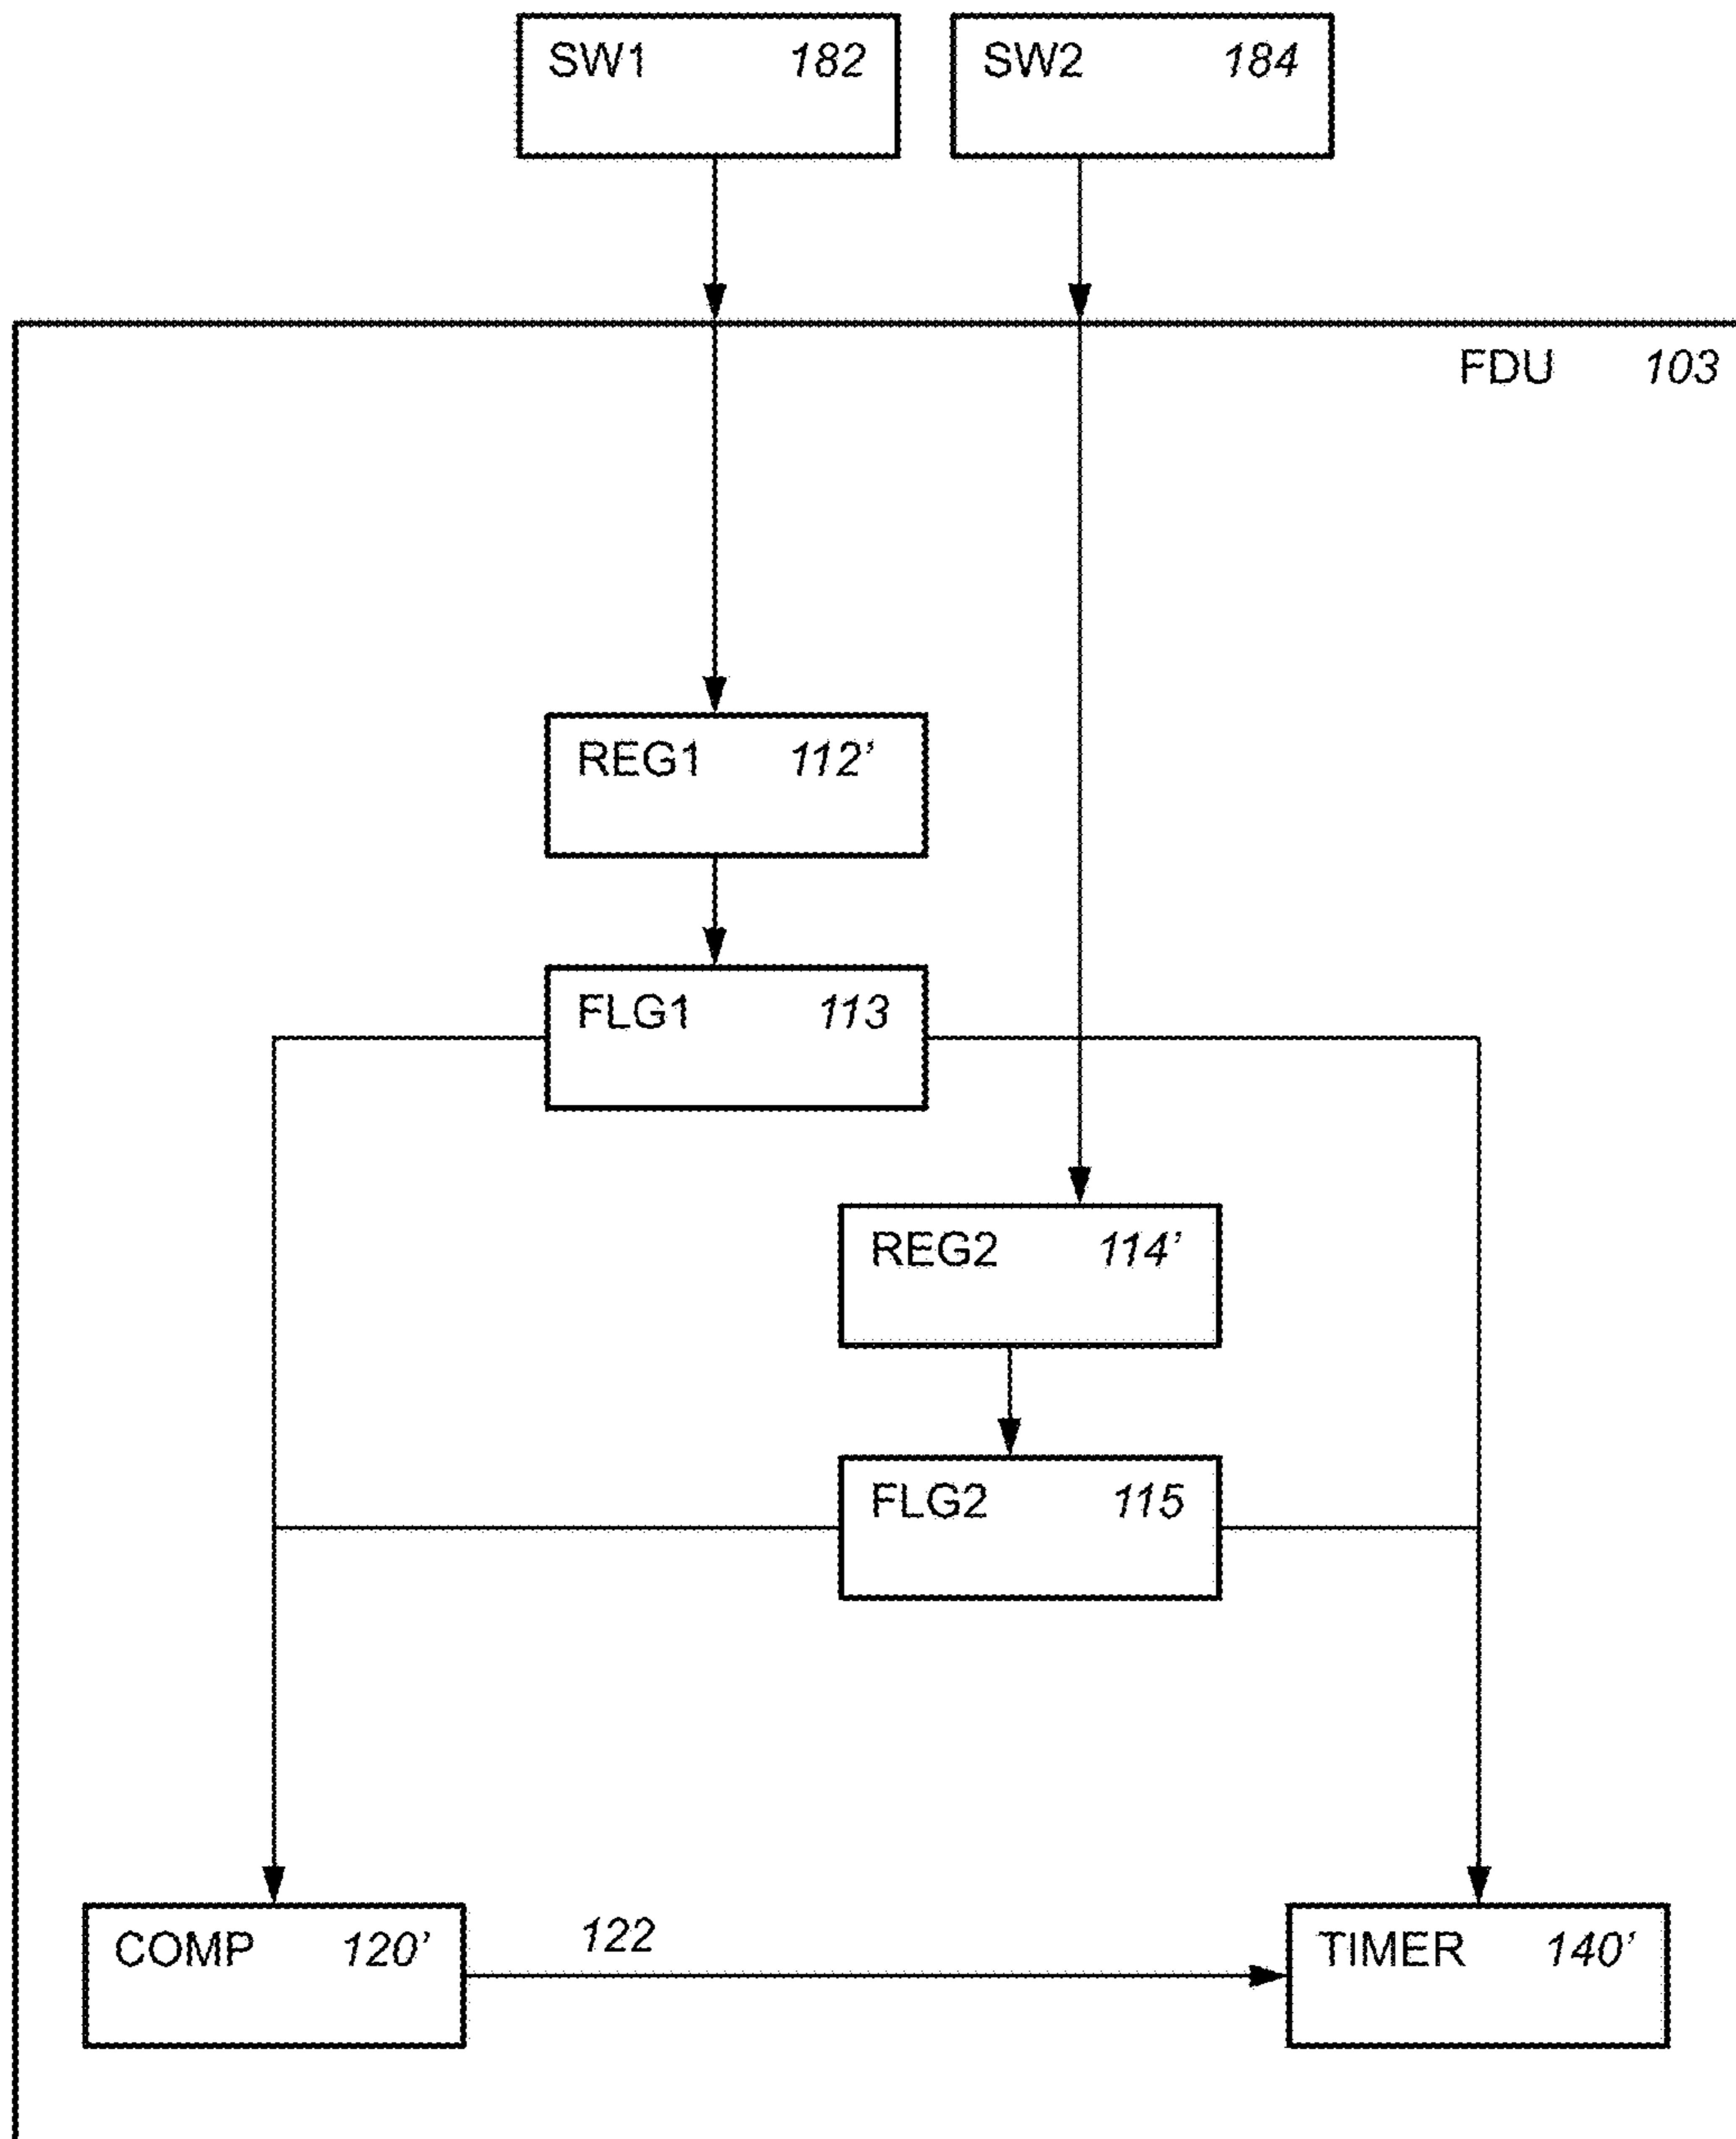 SW1 182
SW2 184
FDU 103
REG1 112’
FLG1 113
REG2 114’
FLG2 115
COMP 120’
122
TIMER 140’